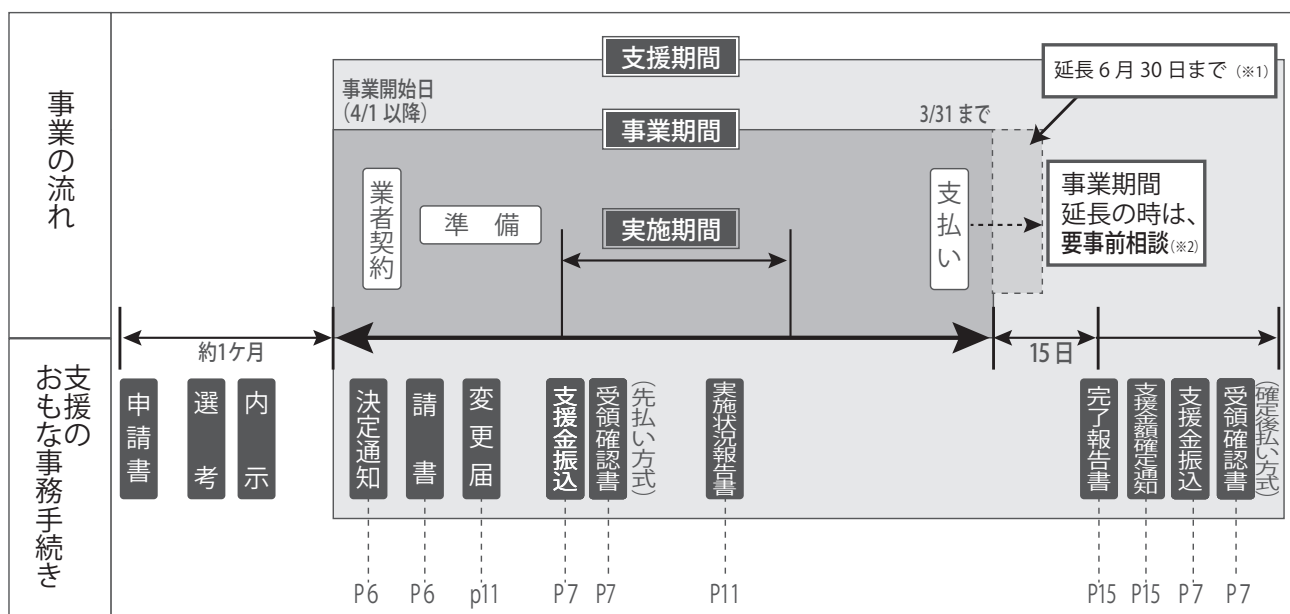 事業の流れ
支援期間
事業開始日
(4/1 以降)
事業期間
3/31 まで
延長 6 月 30 日まで (※1)
業者契約
準 備
実施期間
支払い
事業期間
延長の時は、
要事前相談(※2)
約1ケ月
15 日
支援の
おもな事務手続き
申請書
選考
内示
決定通知
請書
変更届
支援金振込
受領確認書
(先払い方式)
実施状況報告書
完了報告書
支援金額確定通知
支援金振込
受領確認書
(確定後払い方式)
P6
P6
p11
P7
P7
P11
P15
P15
P7
P7